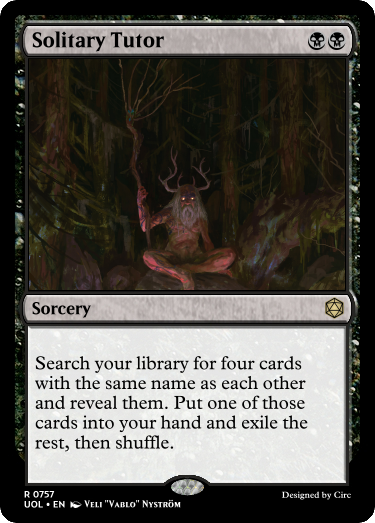 Solitary Tutor
Sorcery
Search your library for four cards
with the same name as each other
and reveal them. Put one of those
cards into your hand and exile the
rest, then shuffle.
R 0757
UOL • EN Veli "Vablo" Nyström
Designed by Circ